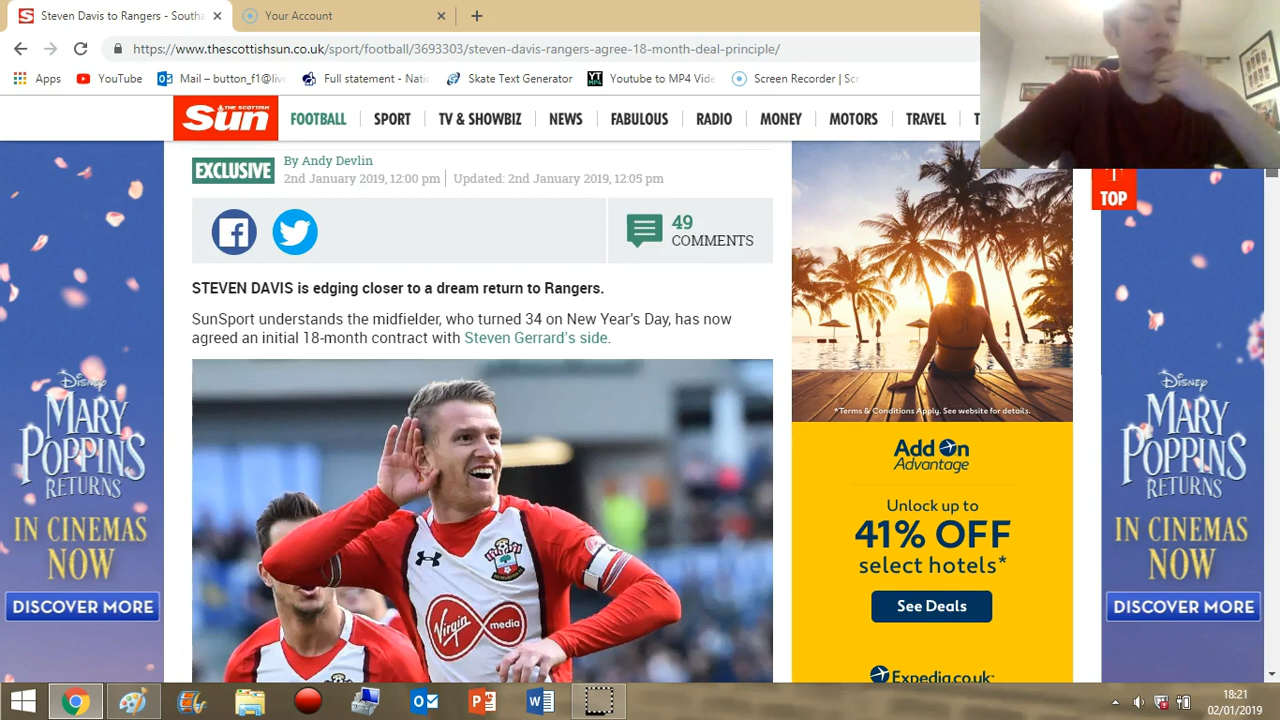 Steven Davis to Rangers - Southa
Your Account
https://www.thescottishsun.co.uk/sport/football/3693303/steven-davis-rangers-agree-18-month-deal-principle/
Apps
YouTube
Mail – button_f1@live
Full statement - Nati
Skate Text Generator
Youtube to MP4 Vide
Screen Recorder | Scr
THE SCOTTISH
Sun
FOOTBALL
SPORT
TV & SHOWBIZ
NEWS
FABULOUS
RADIO
MONEY
MOTORS
TRAVEL
EXCLUSIVE
By Andy Devlin
2nd January 2019, 12:00 pm
Updated: 2nd January 2019, 12:05 pm
49
COMMENTS
TOP
STEVEN DAVIS is edging closer to a dream return to Rangers.
SunSport understands the midfielder, who turned 34 on New Year's Day, has now
agreed an initial 18-month contract with Steven Gerrard's side.
Virgin media
*Terms & Conditions Apply. See website for details.
Add On
Advantage
Unlock up to
41% OFF
select hotels*
See Deals
Expedia.co.uk
Disney
MARY
POPPINS
RETURNS
IN CINEMAS
NOW
DISCOVER MORE
Disney
MARY
POPPINS
RETURNS
IN CINEMAS
NOW
DISCOVER MORE
18:21
02/01/2019